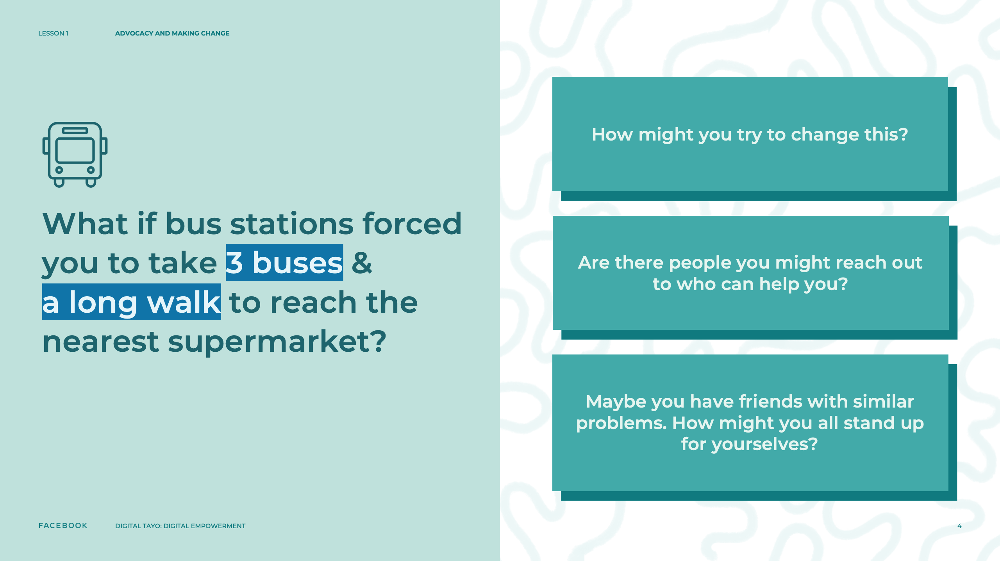 LESSON 1
ADVOCACY AND MAKING CHANGE
What if bus stations forced
you to take 3 buses &
a long walk to reach the
nearest supermarket?
How might you try to change this?
Are there people you might reach out
to who can help you?
Maybe you have friends with similar
problems. How might you all stand up
for yourselves?
FACEBOOK
DIGITAL TAYO: DIGITAL EMPOWERMENT
4